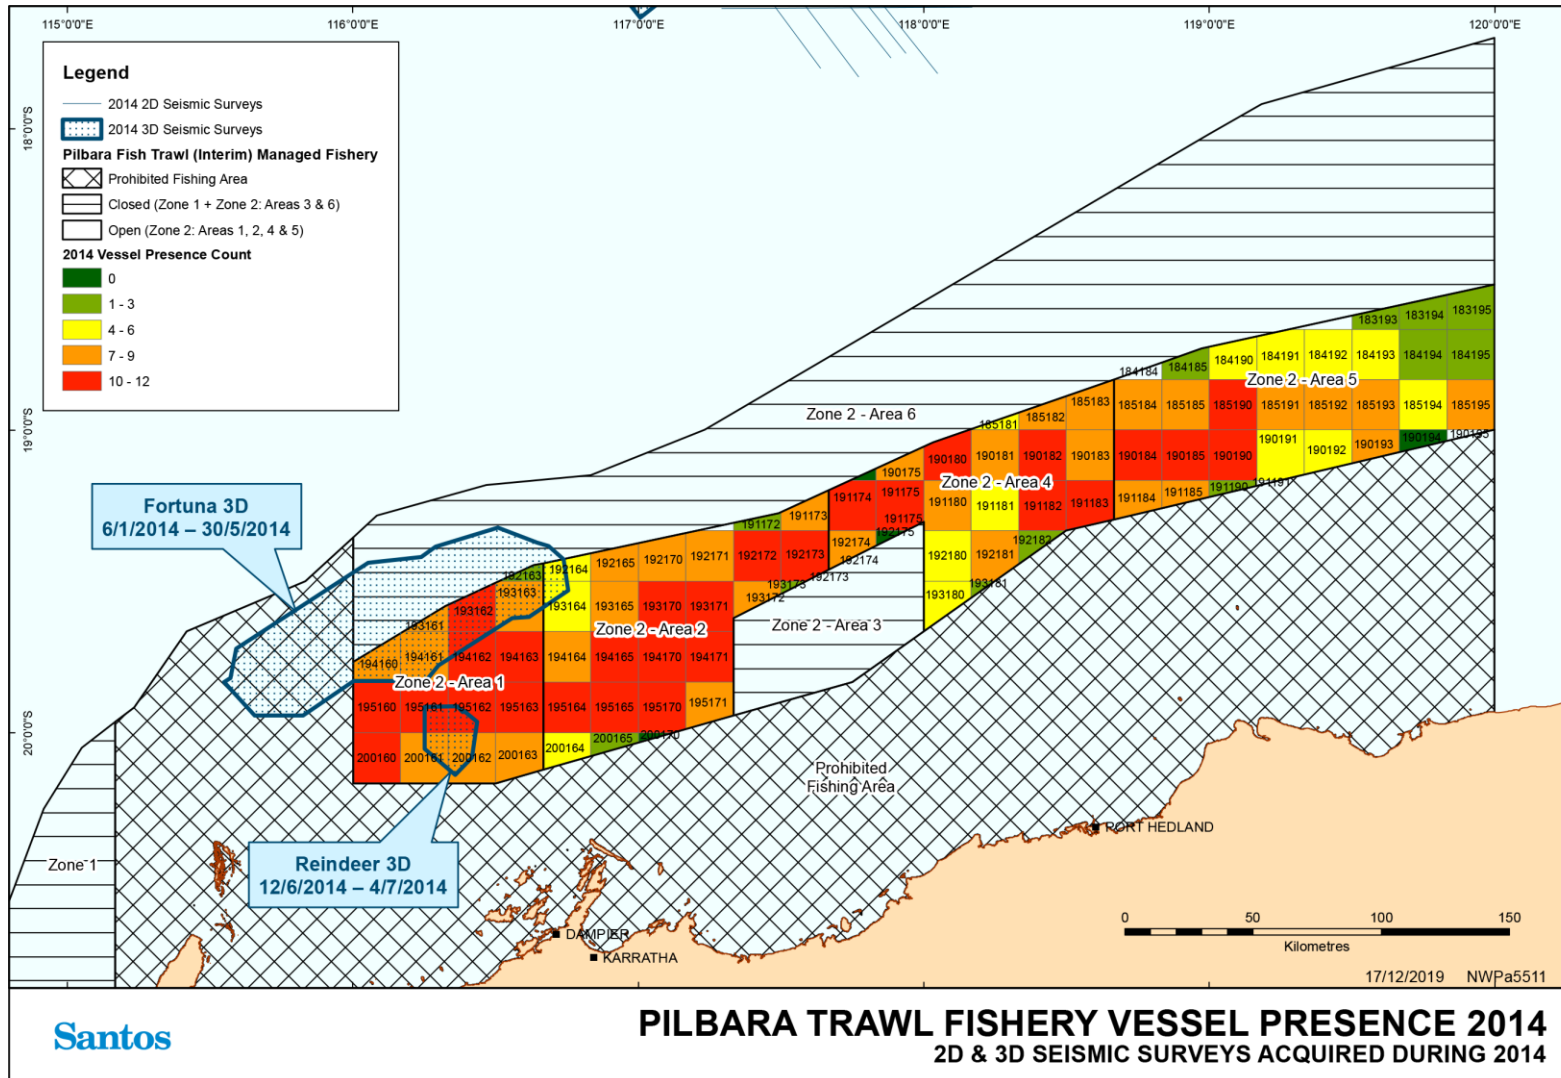 115°0'0"E
116°0'0"E
117°0'0"E
118°0'0"E
119°0'0"E
120°0'0"E
18°0'0"S
19°0'0"S
20°0'0"S
Legend
2014 2D Seismic Surveys
2014 3D Seismic Surveys
Pilbara Fish Trawl (Interim) Managed Fishery
Prohibited Fishing Area
Closed (Zone 1 + Zone 2: Areas 3 & 6)
Open (Zone 2: Areas 1, 2, 4 & 5)
2014 Vessel Presence Count
0
1 - 3
4 - 6
7 - 9
10 - 12
183193 183194 183195
184184 184185 184190 184191 184192 184193 184194 184195
Zone 2 - Area 5
185181 185182 185183 185184 185185 185190 185191 185192 185193 185194 185195
Zone 2 - Area 6
190175 190180 190181 190182 190183 190184 190185 190190 190191 190192 190193 190194 190195
Zone 2 - Area 4
191172 191173 191174 191175 191175 191180 191181 191182 191183 191184 191185 191190 191191
192163 192164 192165 192170 192171 192172 192173 192173 192174 192174 192175 192180 192181 192182
193161 193162 193163 193164 193165 193170 193171 193172 193173 193180 193181
Zone 2 - Area 2
Zone 2 - Area 3
194160 194161 194162 194163 194164 194165 194170 194171
Zone 2 - Area 1
195160 195161 195162 195163 195164 195165 195170 195171
200160 200161 200162 200163 200164 200165 200170
Fortuna 3D
6/1/2014 – 30/5/2014
Reindeer 3D
12/6/2014 – 4/7/2014
Prohibited
Fishing Area
Zone 1
PORT HEDLAND
DAMPIER
KARRATHA
0 50 100 150
Kilometres
17/12/2019 NWPa5511
Santos
PILBARA TRAWL FISHERY VESSEL PRESENCE 2014
2D & 3D SEISMIC SURVEYS ACQUIRED DURING 2014